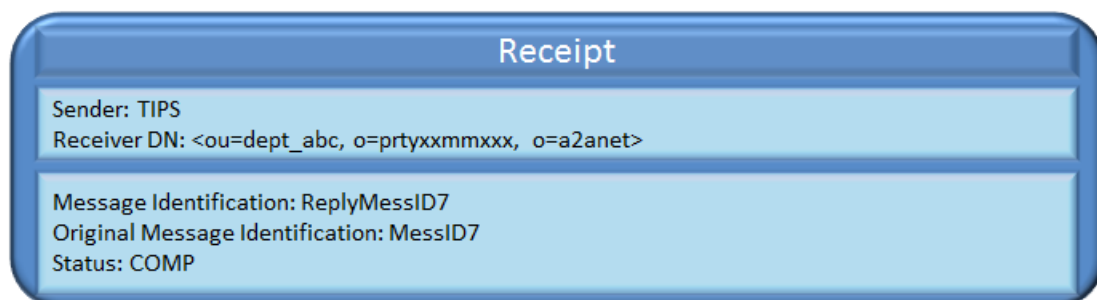 Receipt
Sender: TIPS
Receiver DN: <ou=dept_abc, o=prtyxxmmxxx, o=a2anet>
Message Identification: ReplyMessID7
Original Message Identification: MessID7
Status: COMP